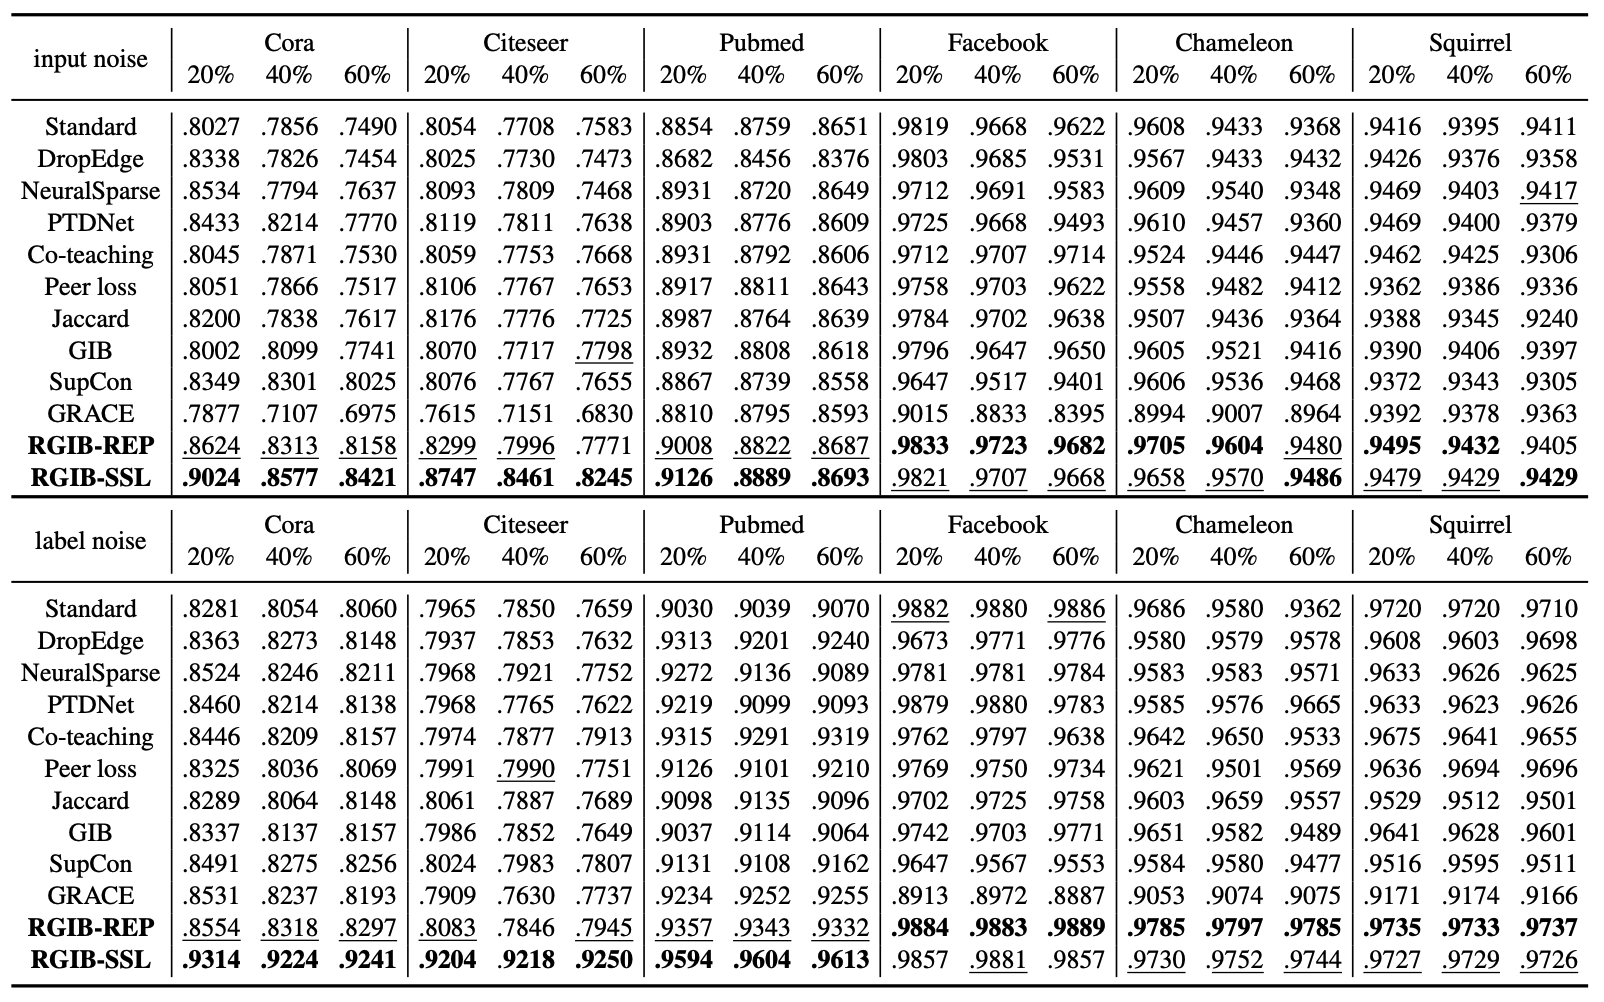 input noise Cora Citeseer Pubmed Facebook Chameleon Squirrel
20% 40% 60% 20% 40% 60% 20% 40% 60% 20% 40% 60% 20% 40% 60% 20% 40% 60%
Standard .8027 .7856 .7490 .8054 .7708 .7583 .8854 .8759 .8651 .9819 .9668 .9622 .9608 .9433 .9368 .9416 .9395 .9411
DropEdge .8338 .7826 .7454 .8025 .7730 .7473 .8682 .8456 .8376 .9803 .9685 .9531 .9567 .9433 .9432 .9426 .9376 .9358
NeuralSparse .8534 .7794 .7637 .8093 .7809 .7468 .8931 .8720 .8649 .9712 .9691 .9583 .9609 .9540 .9348 .9469 .9403 .9417
PTDNet .8433 .8214 .7770 .8119 .7811 .7638 .8903 .8776 .8609 .9725 .9668 .9493 .9610 .9457 .9360 .9469 .9400 .9379
Co-teaching .8045 .7871 .7530 .8059 .7753 .7668 .8931 .8792 .8606 .9712 .9707 .9714 .9524 .9446 .9447 .9462 .9425 .9306
Peer loss .8051 .7866 .7517 .8106 .7767 .7653 .8917 .8811 .8643 .9758 .9703 .9622 .9558 .9482 .9412 .9362 .9386 .9336
Jaccard .8200 .7838 .7617 .8176 .7776 .7725 .8987 .8764 .8639 .9784 .9702 .9638 .9507 .9436 .9364 .9388 .9345 .9240
GIB .8002 .8099 .7741 .8070 .7717 .7798 .8932 .8808 .8618 .9796 .9647 .9650 .9605 .9521 .9416 .9390 .9406 .9397
SupCon .8349 .8301 .8025 .8076 .7767 .7655 .8867 .8739 .8558 .9647 .9517 .9401 .9606 .9536 .9468 .9372 .9343 .9305
GRACE .7877 .7107 .6975 .7615 .7151 .6830 .8810 .8795 .8593 .9015 .8833 .8395 .8994 .9007 .8964 .9392 .9378 .9363
RGIB-REP .8624 .8313 .8158 .8299 .7996 .7771 .9008 .8822 .8687 .9833 .9723 .9682 .9705 .9604 .9480 .9495 .9432 .9405
RGIB-SSL .9024 .8577 .8421 .8747 .8461 .8245 .9126 .8889 .8693 .9821 .9707 .9668 .9658 .9570 .9486 .9479 .9429 .9429
label noise Cora Citeseer Pubmed Facebook Chameleon Squirrel
20% 40% 60% 20% 40% 60% 20% 40% 60% 20% 40% 60% 20% 40% 60% 20% 40% 60%
Standard .8281 .8054 .8060 .7965 .7850 .7659 .9030 .9039 .9070 .9882 .9880 .9886 .9686 .9580 .9362 .9720 .9720 .9710
DropEdge .8363 .8273 .8148 .7937 .7853 .7632 .9313 .9201 .9240 .9673 .9771 .9776 .9580 .9579 .9578 .9608 .9603 .9698
NeuralSparse .8524 .8246 .8211 .7968 .7921 .7752 .9272 .9136 .9089 .9781 .9781 .9784 .9583 .9583 .9571 .9633 .9626 .9625
PTDNet .8460 .8214 .8138 .7968 .7765 .7622 .9219 .9099 .9093 .9879 .9880 .9783 .9585 .9576 .9665 .9633 .9623 .9626
Co-teaching .8446 .8209 .8157 .7974 .7877 .7913 .9315 .9291 .9319 .9762 .9797 .9638 .9642 .9650 .9533 .9675 .9641 .9655
Peer loss .8325 .8036 .8069 .7991 .7990 .7751 .9126 .9101 .9210 .9769 .9750 .9734 .9621 .9501 .9569 .9636 .9694 .9696
Jaccard .8289 .8064 .8148 .8061 .7887 .7689 .9098 .9135 .9096 .9702 .9725 .9758 .9603 .9659 .9557 .9529 .9512 .9501
GIB .8337 .8137 .8157 .7986 .7852 .7649 .9037 .9114 .9064 .9742 .9703 .9771 .9651 .9582 .9489 .9641 .9628 .9601
SupCon .8491 .8275 .8256 .8024 .7983 .7807 .9131 .9108 .9162 .9647 .9567 .9553 .9584 .9580 .9477 .9516 .9595 .9511
GRACE .8531 .8237 .8193 .7909 .7630 .7737 .9234 .9252 .9255 .8913 .8972 .8887 .9053 .9074 .9075 .9171 .9174 .9166
RGIB-REP .8554 .8318 .8297 .8083 .7846 .7945 .9357 .9343 .9332 .9884 .9883 .9889 .9785 .9797 .9785 .9735 .9733 .9737
RGIB-SSL .9314 .9224 .9241 .9204 .9218 .9250 .9594 .9604 .9613 .9857 .9881 .9857 .9730 .9752 .9744 .9727 .9729 .9726